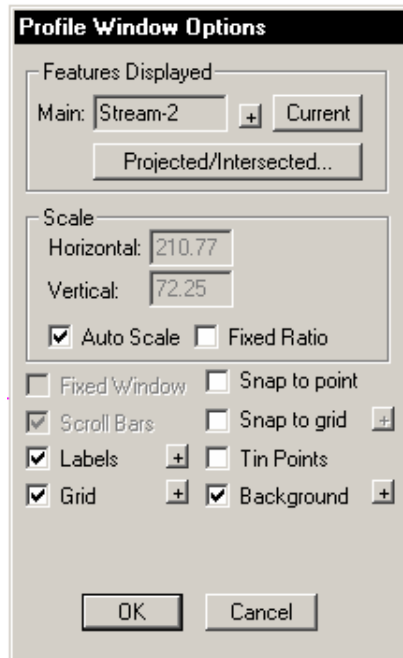 Profile Window Options
Features Displayed
Main: Stream-2 + Current
Projected/Intersected...
Scale
Horizontal: 210.77
Vertical: 72.25
Auto Scale Fixed Ratio
Fixed Window Snap to point
Scroll Bars Snap to grid +
Labels + Tin Points
Grid + Background +
OK Cancel